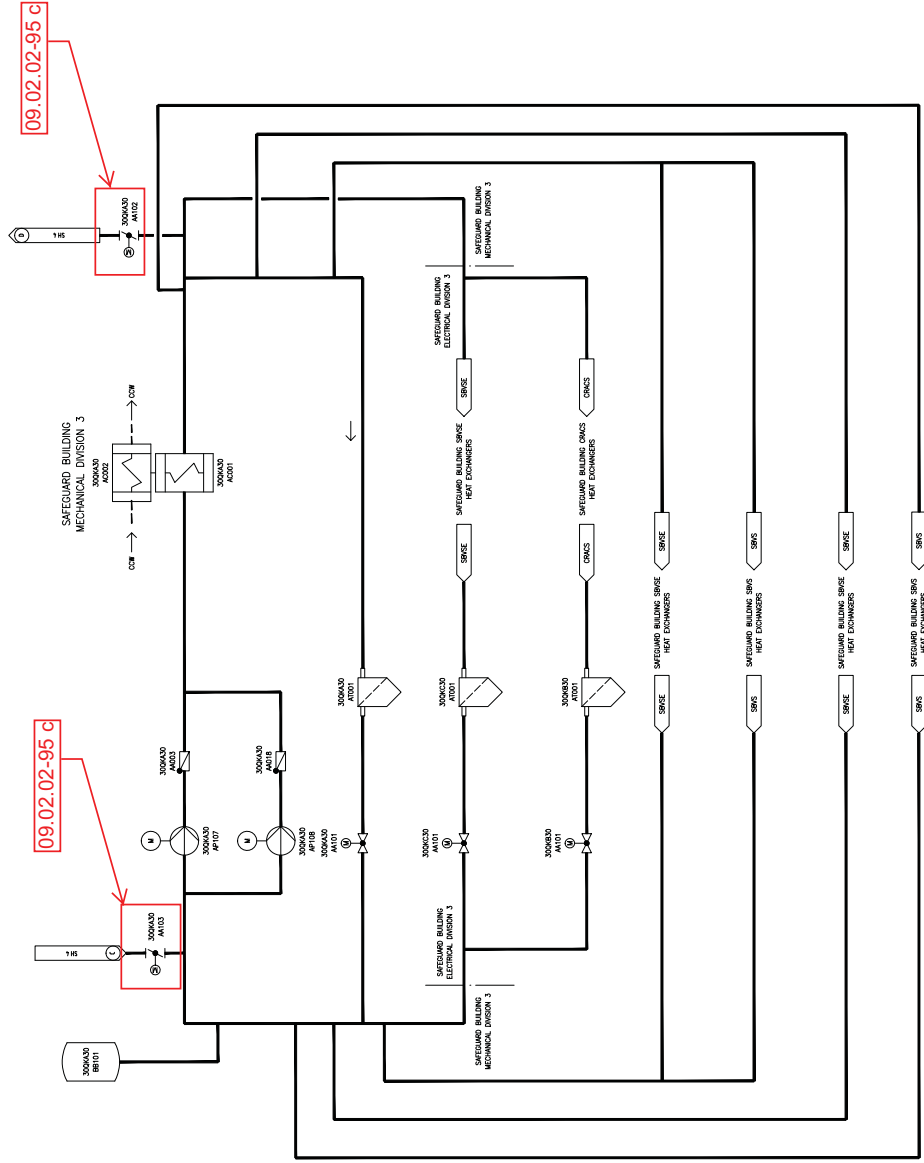 09.02.02-95 c
D
SH 4
30QKA30
AA102
M
SAFEGUARD BUILDING
MECHANICAL DIVISION 3
30QKA30
AC002
CCW
CCW
30QKA30
AC001
SAFEGUARD BUILDING
MECHANICAL DIVISION 3
SAFEGUARD BUILDING
ELECTRICAL DIVISION 3
SBVSE
SAFEGUARD BUILDING SBVSE
HEAT EXCHANGERS
SBVSE
CRACS
SAFEGUARD BUILDING CRACS
HEAT EXCHANGERS
CRACS
SBVSE
SAFEGUARD BUILDING SBVSE
HEAT EXCHANGERS
SBVSE
SBVS
SAFEGUARD BUILDING SBVS
HEAT EXCHANGERS
SBVS
SBVSE
SAFEGUARD BUILDING SBVSE
HEAT EXCHANGERS
SBVSE
SBVS
SAFEGUARD BUILDING SBVS
HEAT EXCHANGERS
SBVS
30QKA30
AT001
30QKC30
AT001
30QKB30
AT001
09.02.02-95 c
30QKA30
AA003
30QKA30
AA018
M
30QKA30
AP107
M
30QKA30
AP108
30QKA30
AA101
M
30QKC30
AA101
M
30QKB30
AA101
M
SH 4
C
30QKA30
AA103
M
SAFEGUARD BUILDING
ELECTRICAL DIVISION 3
SAFEGUARD BUILDING
MECHANICAL DIVISION 3
30QKA30
BB101